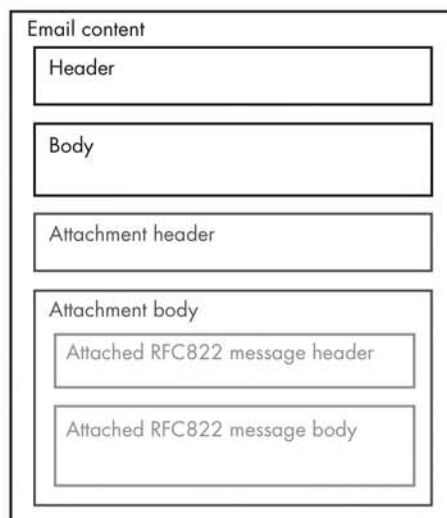 Email content
Header
Body
Attachment header
Attachment body
Attached RFC822 message header
Attached RFC822 message body